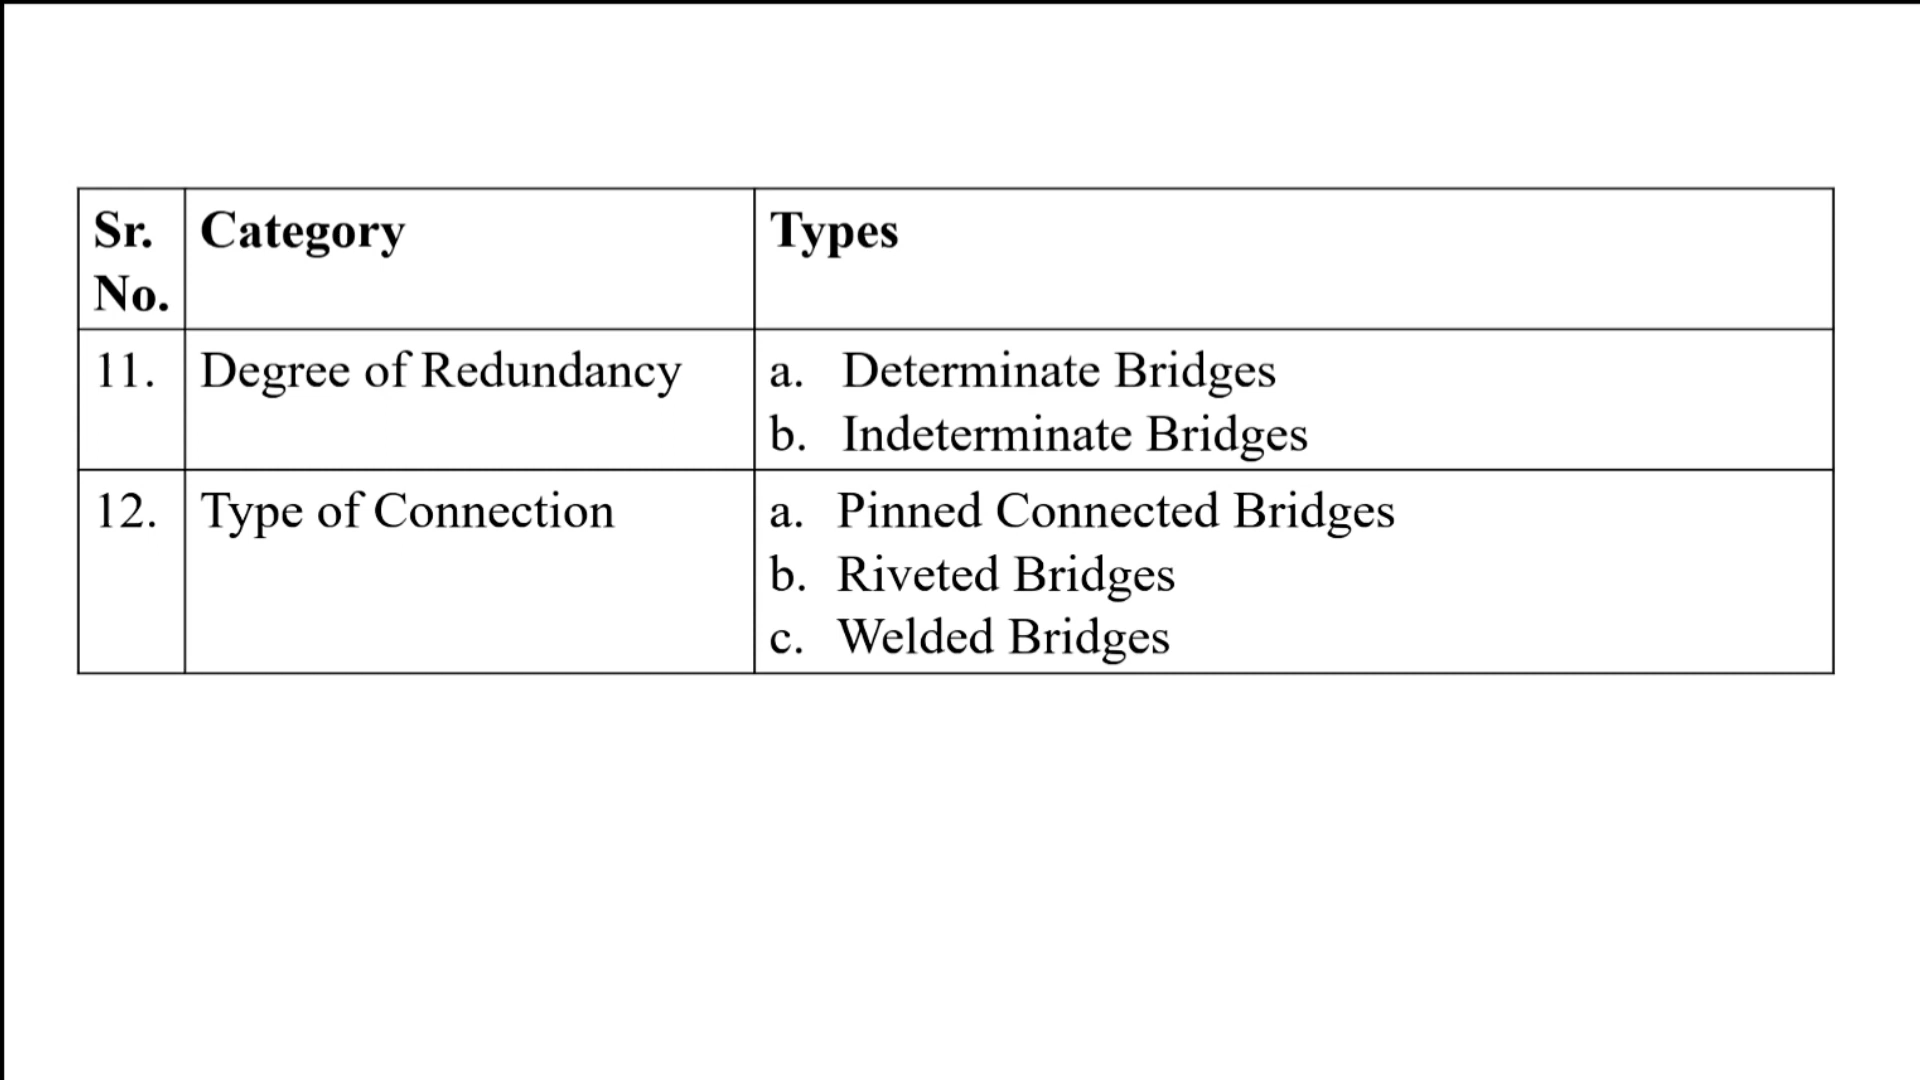 Sr. No. Category Types
11. Degree of Redundancy a. Determinate Bridges
b. Indeterminate Bridges
12. Type of Connection a. Pinned Connected Bridges
b. Riveted Bridges
c. Welded Bridges